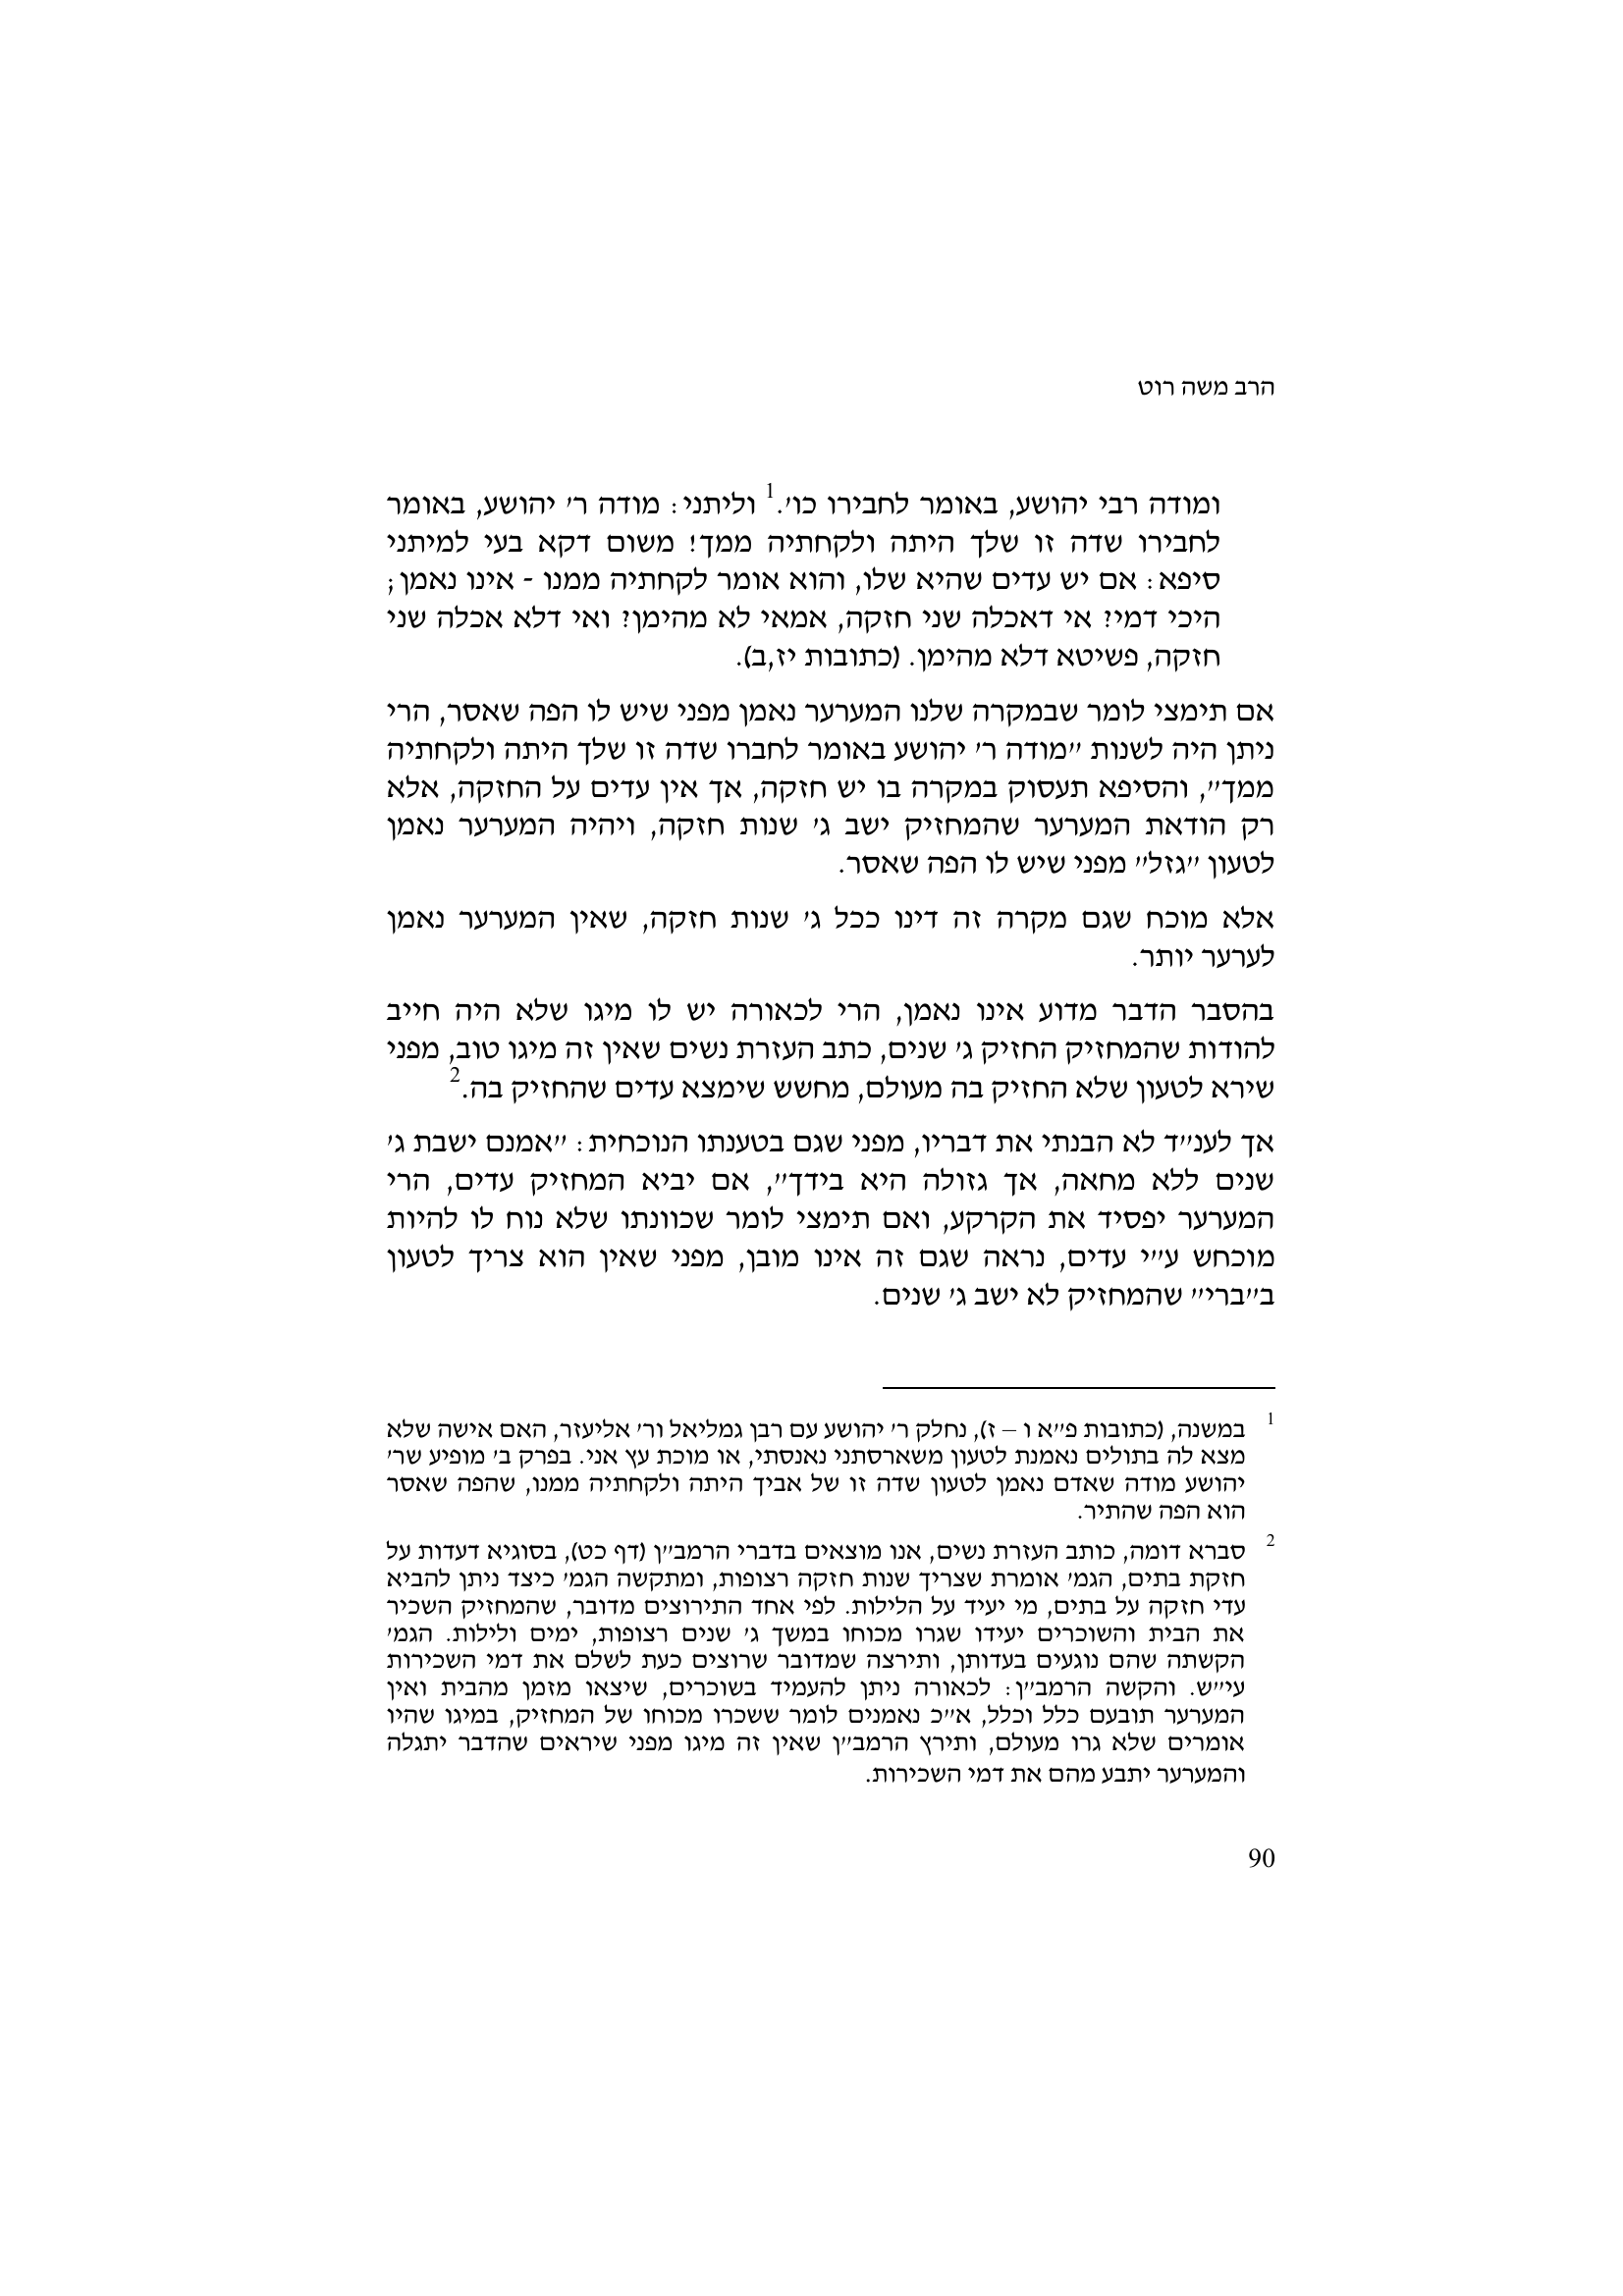 הרב משה רוט
ומודה רבי יהושע, באומר לחבירו כו׳.1 וליתני: מודה ר׳ יהושע, באומר
לחבירו שדה זו שלך היתה ולקחתיה ממך! משום דקא בעי למיתני
סיפא: אם יש עדים שהיא שלו, והוא אומר לקחתיה ממנו - אינו נאמן;
היכי דמי? אי דאכלה שני חזקה, אמאי לא מהימן? ואי דלא אכלה שני
חזקה, פשיטא דלא מהימן. (כתובות יז,ב).
אם תימצי לומר שבמקרה שלנו המערער נאמן מפני שיש לו הפה שאסר, הרי
ניתן היה לשנות ״מודה ר׳ יהושע באומר לחברו שדה זו שלך היתה ולקחתיה
ממך״, והסיפא תעסוק במקרה בו יש חזקה, אך אין עדים על החזקה, אלא
רק הודאת המערער שהמחזיק ישב ג׳ שנות חזקה, ויהיה המערער נאמן
לטעון ״גזל״ מפני שיש לו הפה שאסר.
אלא מוכח שגם מקרה זה דינו ככל ג׳ שנות חזקה, שאין המערער נאמן
לערער יותר.
בהסבר הדבר מדוע אינו נאמן, הרי לכאורה יש לו מיגו שלא היה חייב
להודות שהמחזיק החזיק ג׳ שנים, כתב העזרת נשים שאין זה מיגו טוב, מפני
שירא לטעון שלא החזיק בה מעולם, מחשש שימצא עדים שהחזיק בה.2
אך לענ״ד לא הבנתי את דבריו, מפני שגם בטענתו הנוכחית: ״אמנם ישבת ג׳
שנים ללא מחאה, אך גזולה היא בידך״, אם יביא המחזיק עדים, הרי
המערער יפסיד את הקרקע, ואם תימצי לומר שכוונתו שלא נוח לו להיות
מוכחש ע״י עדים, נראה שגם זה אינו מובן, מפני שאין הוא צריך לטעון
ב״ברי״ שהמחזיק לא ישב ג׳ שנים.
1 במשנה, (כתובות פ״א ו – ז), נחלק ר׳ יהושע עם רבן גמליאל ור׳ אליעזר, האם אישה שלא
מצא לה בתולים נאמנת לטעון משארסתני נאנסתי, או מוכת עץ אני. בפרק ב׳ מופיע שר׳
יהושע מודה שאדם נאמן לטעון שדה זו של אביך היתה ולקחתיה ממנו, שהפה שאסר
הוא הפה שהתיר.
2 סברא דומה, כותב העזרת נשים, אנו מוצאים בדברי הרמב״ן (דף כט), בסוגיא דעדות על
חזקת בתים, הגמ׳ אומרת שצריך שנות חזקה רצופות, ומתקשה הגמ׳ כיצד ניתן להביא
עדי חזקה על בתים, מי יעיד על הלילות. לפי אחד התירוצים מדובר, שהמחזיק השכיר
את הבית והשוכרים יעידו שגרו מכוחו במשך ג׳ שנים רצופות, ימים ולילות. הגמ׳
הקשתה שהם נוגעים בעדותן, ותירצה שמדובר שרוצים כעת לשלם את דמי השכירות
עי״ש. והקשה הרמב״ן: לכאורה ניתן להעמיד בשוכרים, שיצאו מזמן מהבית ואין
המערער תובעם כלל וכלל, א״כ נאמנים לומר ששכרו מכוחו של המחזיק, במיגו שהיו
אומרים שלא גרו מעולם, ותירץ הרמב״ן שאין זה מיגו מפני שיראים שהדבר יתגלה
והמערער יתבע מהם את דמי השכירות.
90